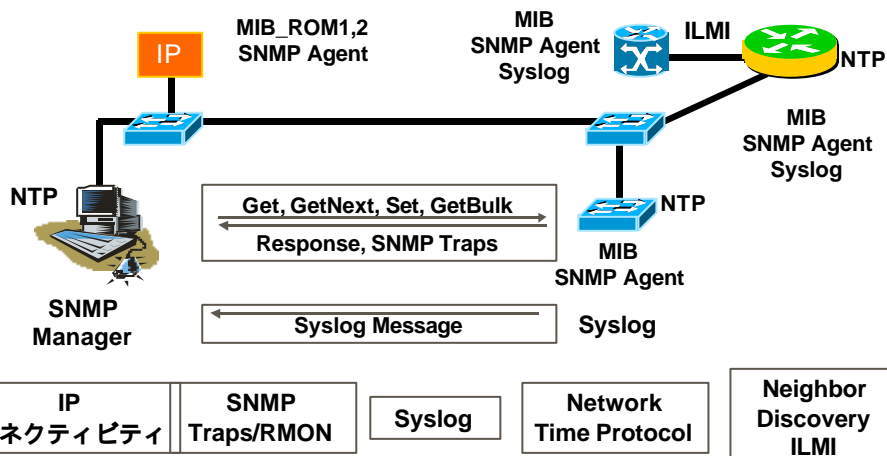 MIB_ROM1,2
SNMP Agent
IP
MIB
SNMP Agent
Syslog
ILMI
NTP
MIB
SNMP Agent
Syslog
NTP
SNMP
Manager
Get, GetNext, Set, GetBulk
Response, SNMP Traps
NTP
MIB
SNMP Agent
Syslog Message
Syslog
IP
ネクティビティ
SNMP
Traps/RMON
Syslog
Network
Time Protocol
Neighbor
Discovery
ILMI